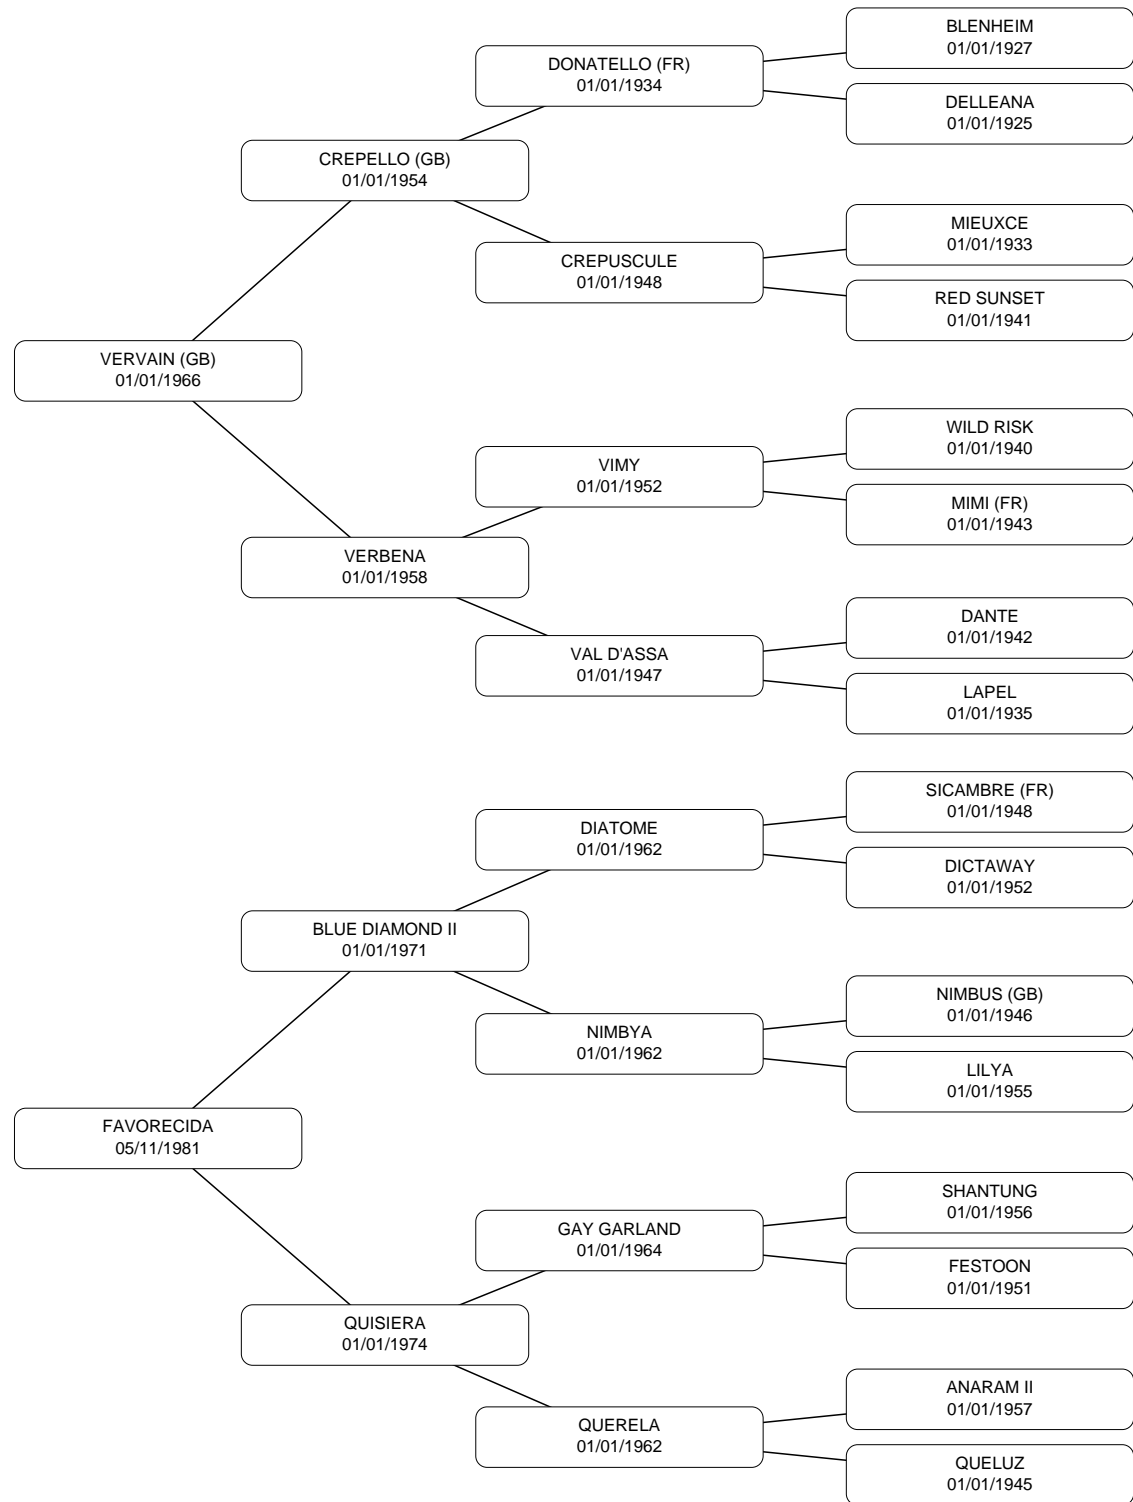 BLENHEIM
01/01/1927
DONATELLO (FR)
01/01/1934
DELLEANA
01/01/1925
CREPELLO (GB)
01/01/1954
MIEUXCE
01/01/1933
CREPUSCULE
01/01/1948
RED SUNSET
01/01/1941
VERVAIN (GB)
01/01/1966
WILD RISK
01/01/1940
VIMY
01/01/1952
MIMI (FR)
01/01/1943
VERBENA
01/01/1958
DANTE
01/01/1942
VAL D'ASSA
01/01/1947
LAPEL
01/01/1935
SICAMBRE (FR)
01/01/1948
DIATOME
01/01/1962
DICTAWAY
01/01/1952
BLUE DIAMOND II
01/01/1971
NIMBUS (GB)
01/01/1946
NIMBYA
01/01/1962
LILYA
01/01/1955
FAVORECIDA
05/11/1981
SHANTUNG
01/01/1956
GAY GARLAND
01/01/1964
FESTOON
01/01/1951
QUISIERA
01/01/1974
ANARAM II
01/01/1957
QUERELA
01/01/1962
QUELUZ
01/01/1945